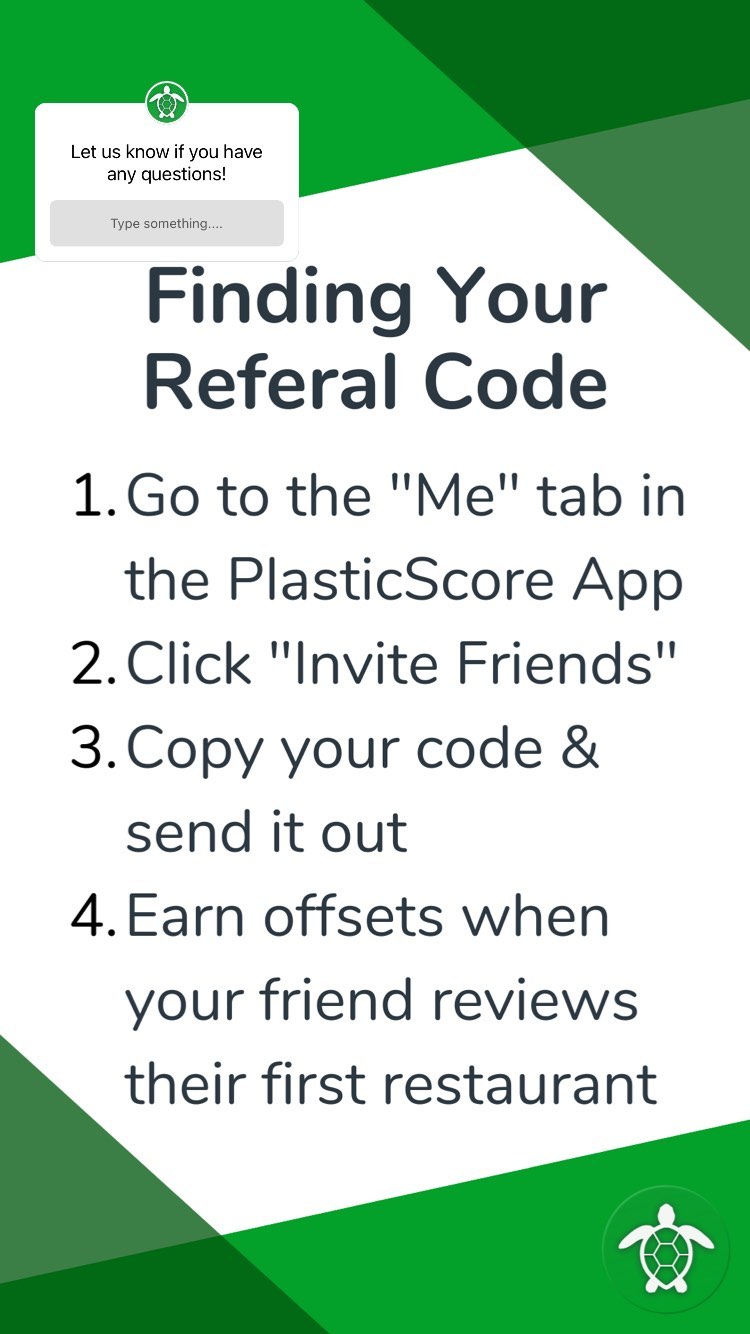 Let us know if you have
any questions!
Type something....
Finding Your
Referal Code
1. Go to the "Me" tab in
the PlasticScore App
2. Click "Invite Friends"
3. Copy your code &
send it out
4. Earn offsets when
your friend reviews
their first restaurant